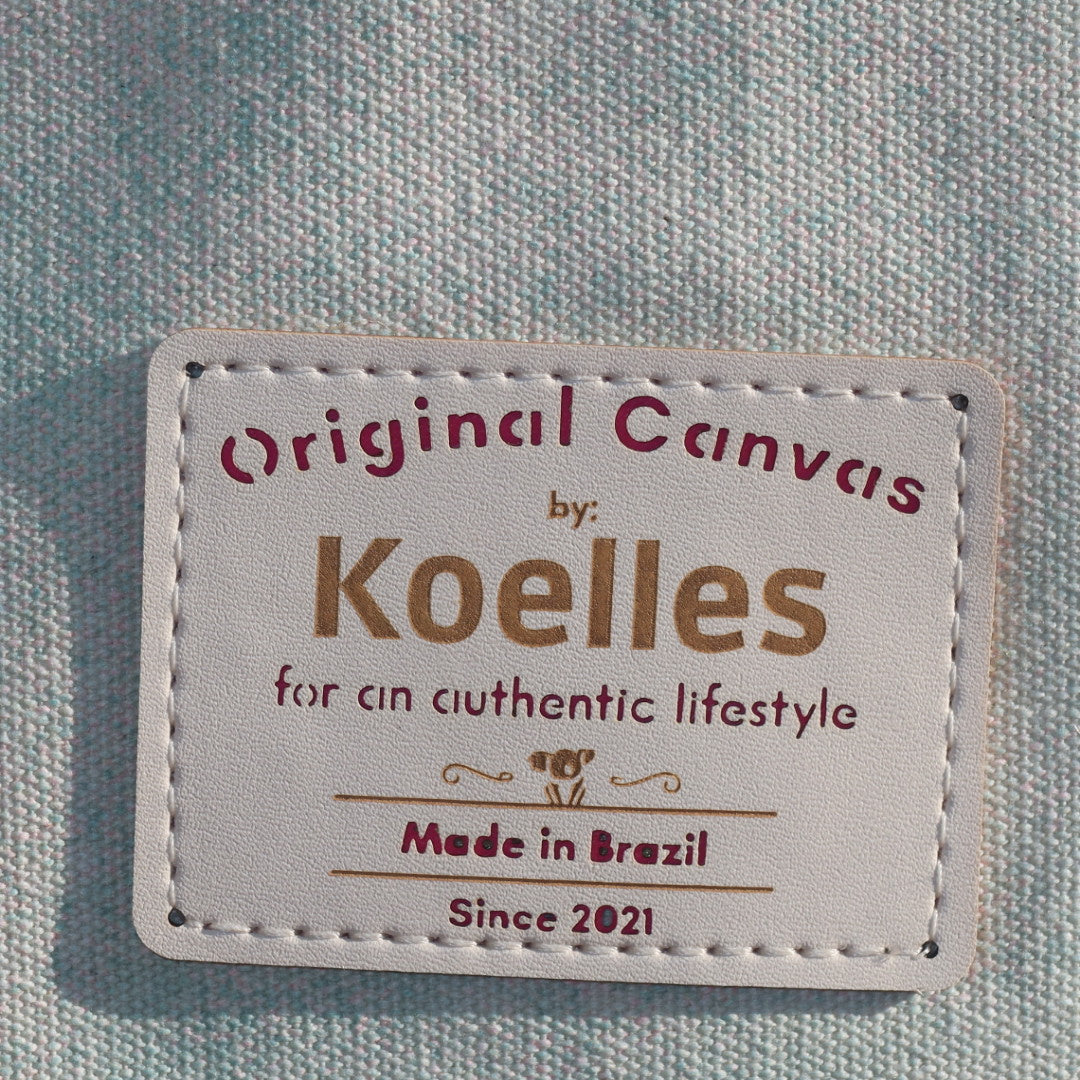 Original Canvas
by:
Koelles
for an authentic lifestyle
Made in Brazil
Since 2021